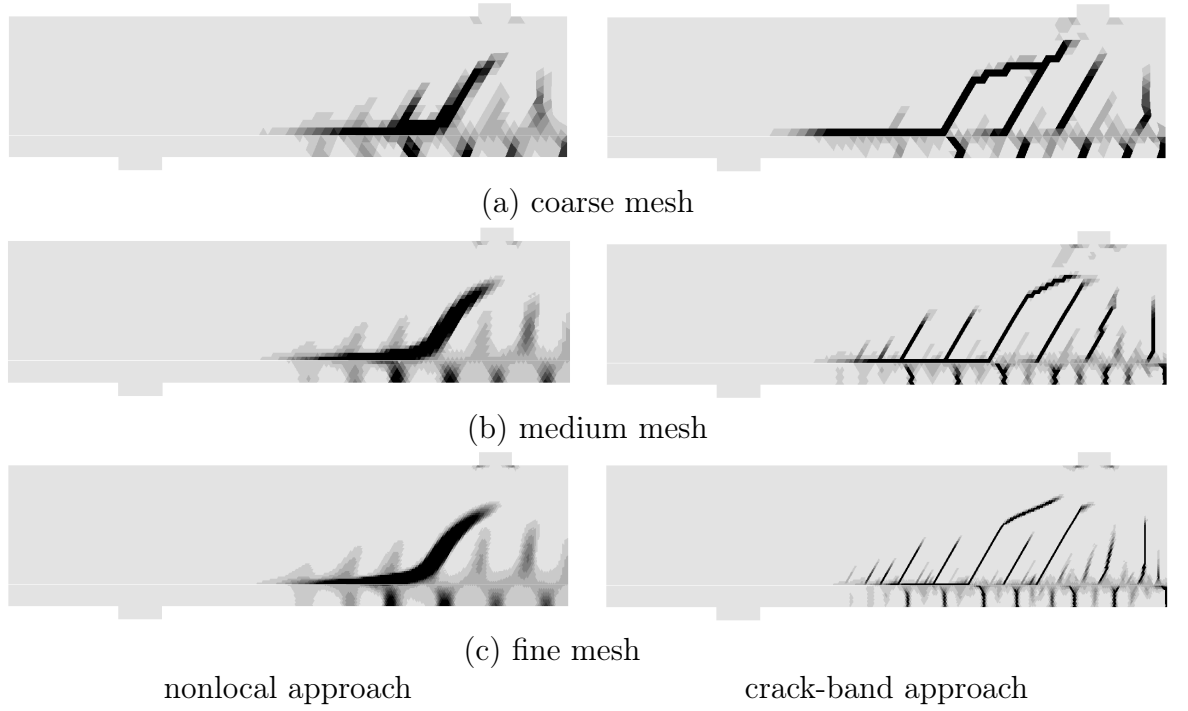 (a) coarse mesh
(b) medium mesh
(c) fine mesh
nonlocal approach
crack-band approach